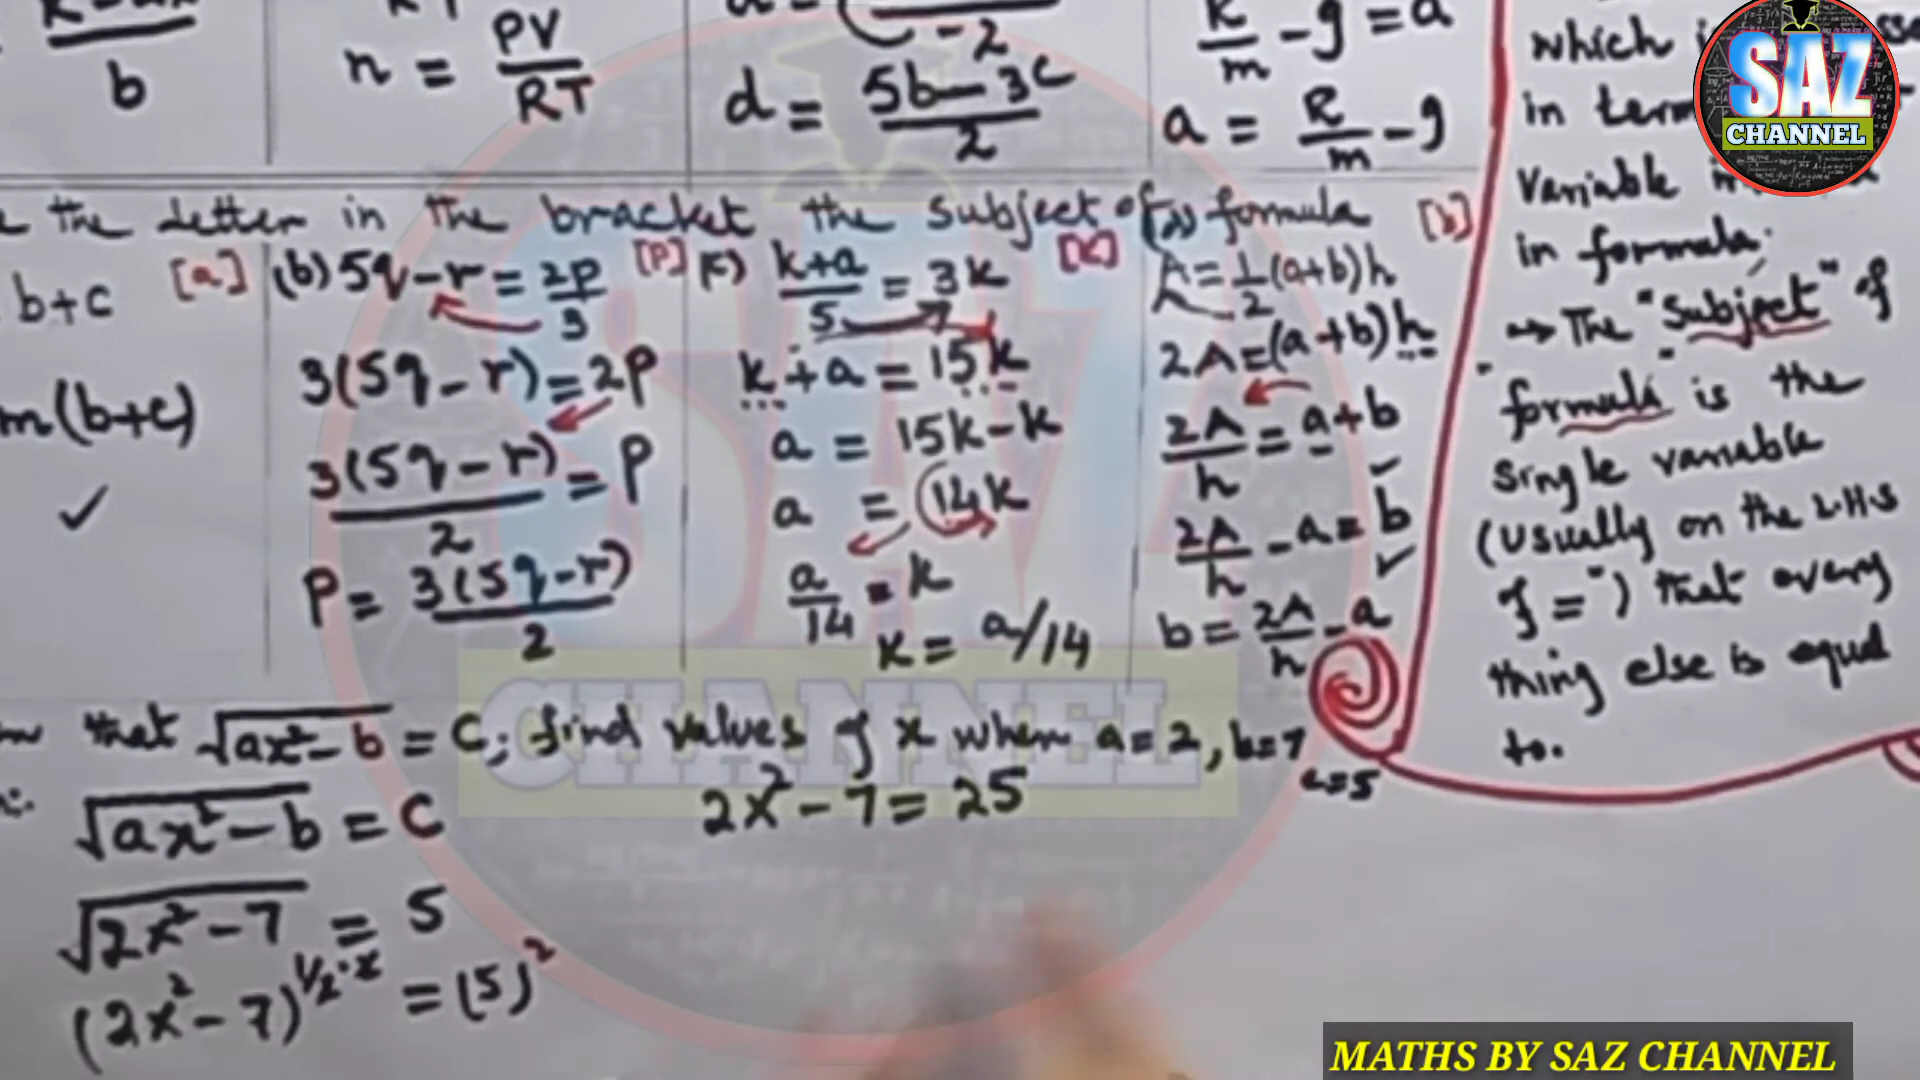 b
n = PV/RT
- 2
d = 5b-3c/2
R/m - g = a
a = R/m - g
the letter in the bracket the subject of formula
b+c [a]
m(b+c)
✓
(b) 5q-r = 2p/3 [P]
3(5q-r) = 2P
3(5q-r)/2 = P
P = 3(5q-r)/2
k+a/5 = 3k [K]
k+a = 15k
a = 15k-k
a = 14k
a/14 = k
K = a/14
[b]
A = 1/2(a+b)h
2A = (a+b)h
2A/h = a+b
2A/h - a = b
b = 2A/h - a
that √ax²-b = C; find values of x when a=2, b=7
c=5
√ax²-b = C
√2x²-7 = 5
(2x²-7) = (5)²
2x²-7 = 25
which
in
Variable
in formula.
→ The "Subject" of
formula" is the
single variable
(usually on the L.H.S
of "=") that every
thing else is equal
to.
SAZ
CHANNEL
SAZ
CHANNEL
MATHS BY SAZ CHANNEL